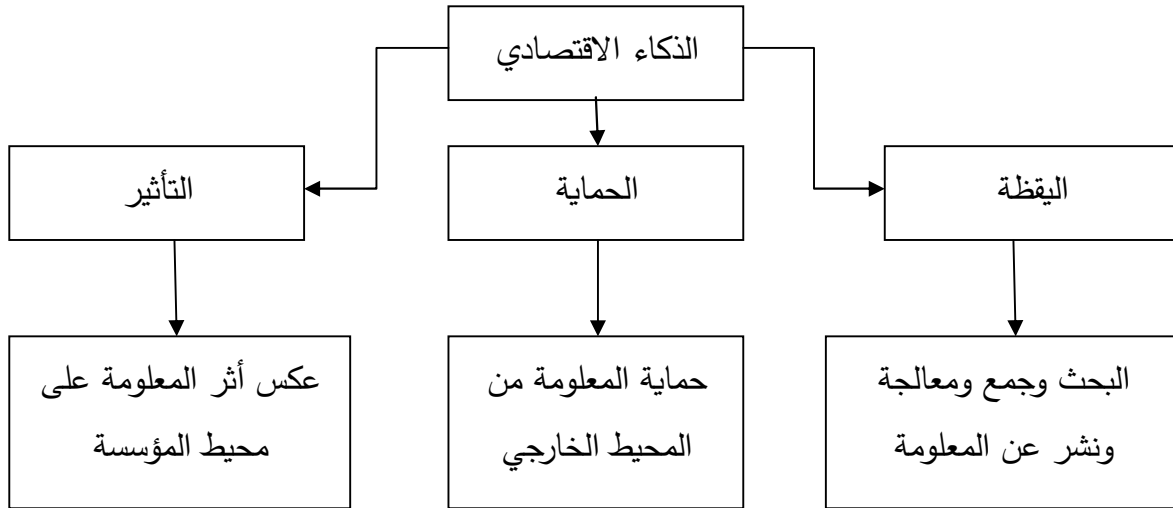 الذكاء الاقتصادي
اليقظة
الحماية
التأثير
البحث وجمع ومعالجة
ونشر عن المعلومة
حماية المعلومة من
المحيط الخارجي
عكس أثر المعلومة على
محيط المؤسسة